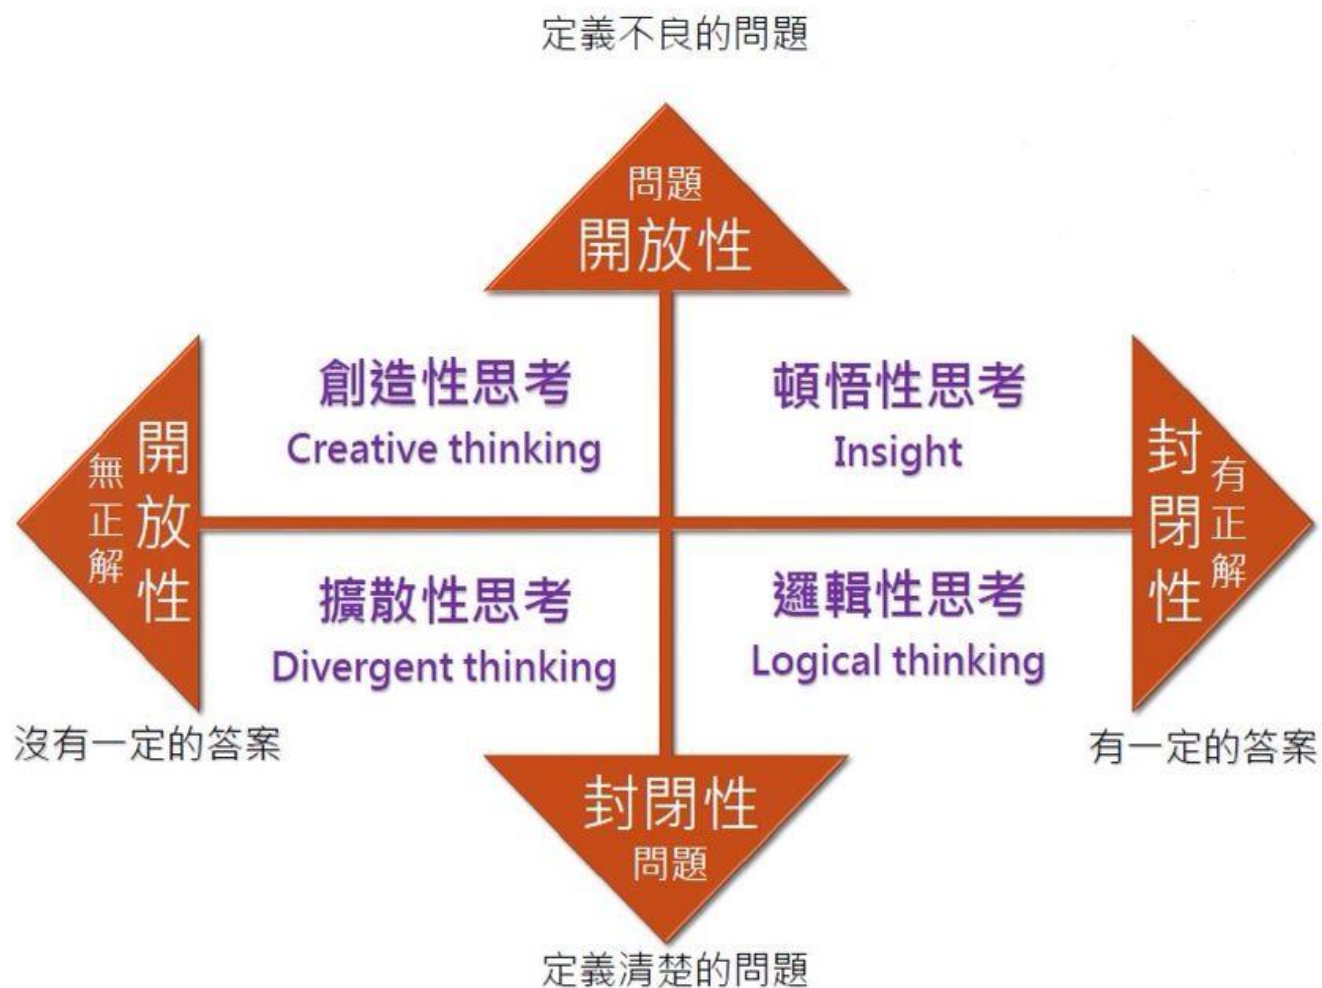 定義不良的問題
問題
開放性
創造性思考
Creative thinking
頓悟性思考
Insight
開放性
無正解
封閉性
有正解
擴散性思考
Divergent thinking
邏輯性思考
Logical thinking
沒有一定的答案
有一定的答案
封閉性
問題
定義清楚的問題